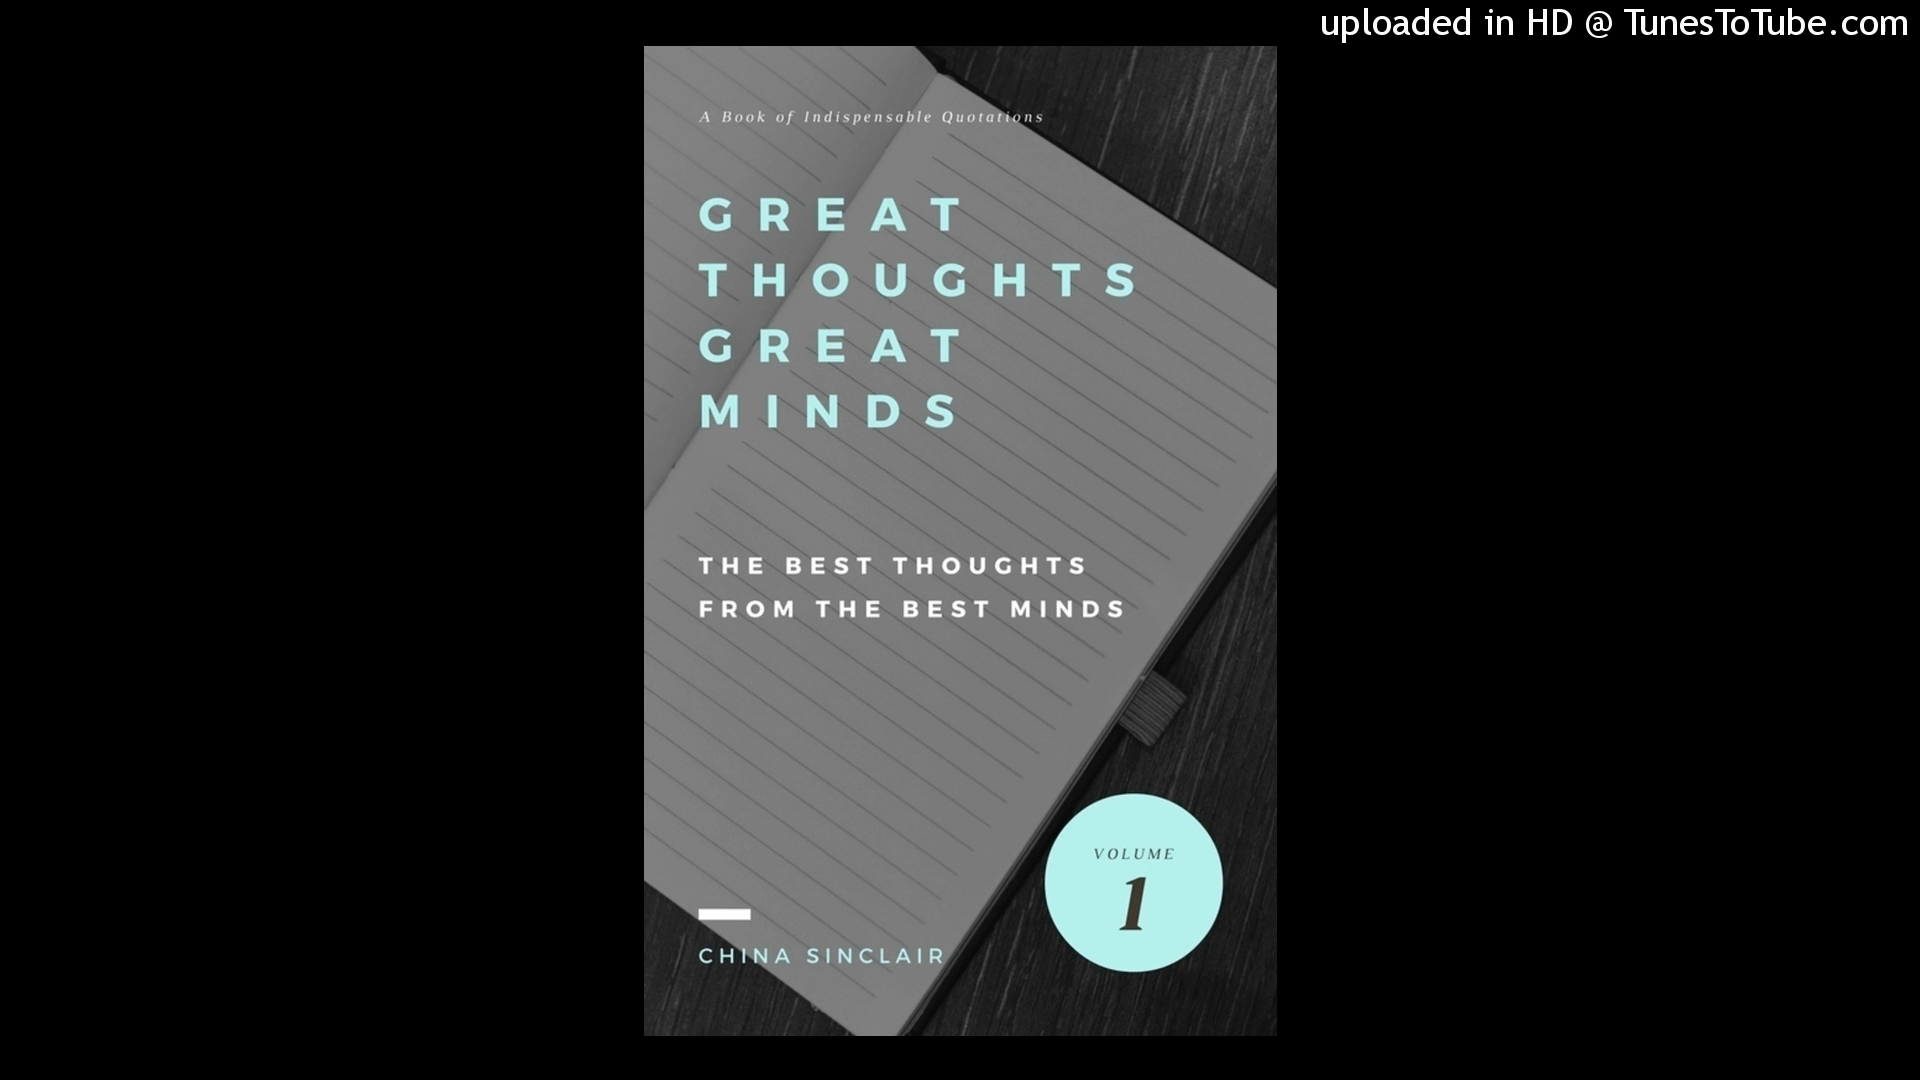 uploaded in HD @ TunesToTube.com
A Book of Indispensable Quotations
GREAT
THOUGHTS
GREAT
MINDS
THE BEST THOUGHTS
FROM THE BEST MINDS
VOLUME
1
CHINA SINCLAIR